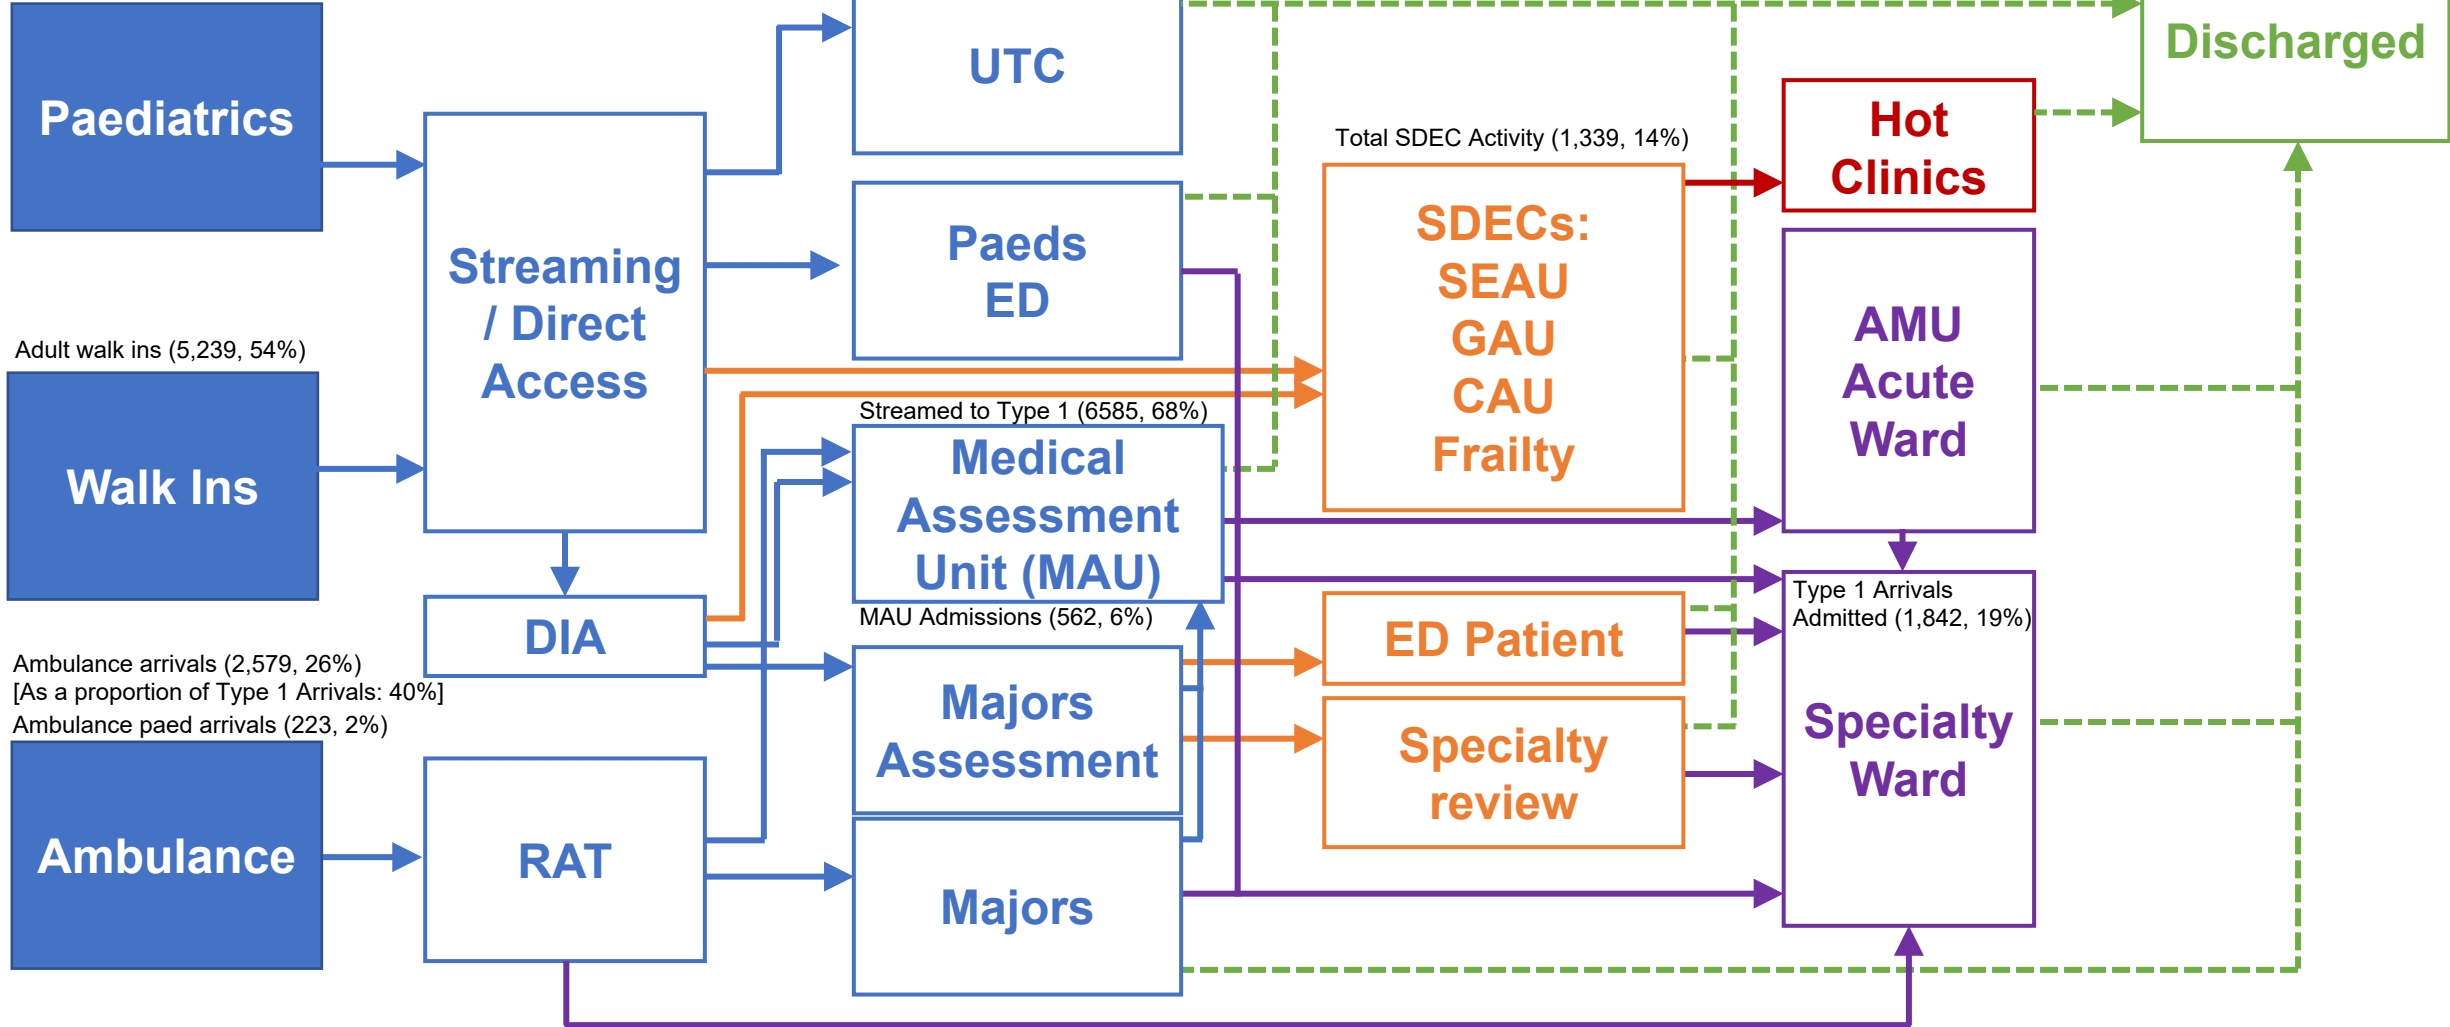 Paediatrics
Adult walk ins (5,239, 54%)
Walk Ins
Ambulance arrivals (2,579, 26%)
[As a proportion of Type 1 Arrivals: 40%]
Ambulance paed arrivals (223, 2%)
Ambulance
Streaming
/ Direct
Access
DIA
RAT
UTC
Paeds
ED
Streamed to Type 1 (6585, 68%)
Medical
Assessment
Unit (MAU)
MAU Admissions (562, 6%)
Majors
Assessment
Majors
Total SDEC Activity (1,339, 14%)
SDECs:
SEAU
GAU
CAU
Frailty
ED Patient
Specialty
review
Hot
Clinics
AMU
Acute
Ward
Type 1 Arrivals
Admitted (1,842, 19%)
Specialty
Ward
Discharged